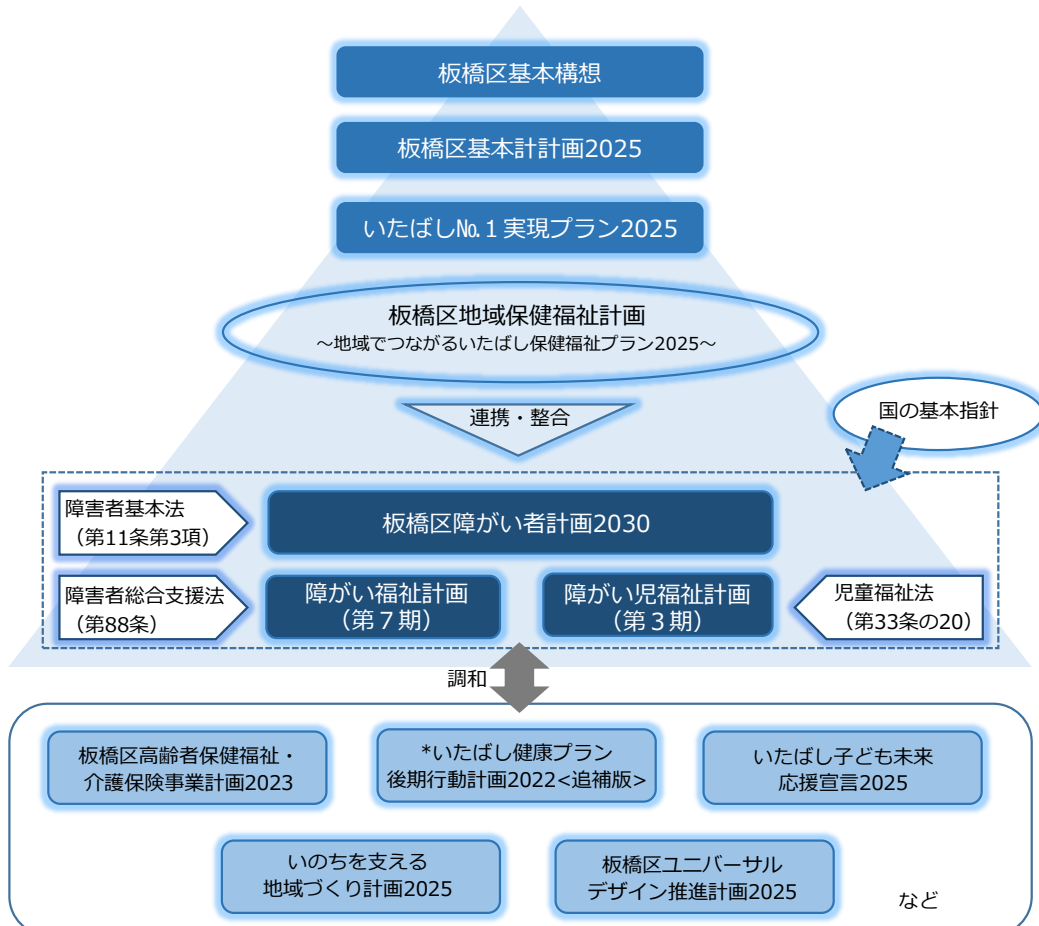 板橋区基本構想
板橋区基本計計画2025
いたばし№１実現プラン2025
板橋区地域保健福祉計画
～地域でつながるいたばし保健福祉プラン2025～
連携・整合
国の基本指針
障害者基本法
（第11条第3項）
板橋区障がい者計画2030
障害者総合支援法
（第88条）
障がい福祉計画
（第７期）
障がい児福祉計画
（第３期）
児童福祉法
（第33条の20）
調和
板橋区高齢者保健福祉・
介護保険事業計画2023
*いたばし健康プラン
後期行動計画2022<追補版>
いたばし子ども未来
応援宣言2025
いのちを支える
地域づくり計画2025
板橋区ユニバーサル
デザイン推進計画2025
など